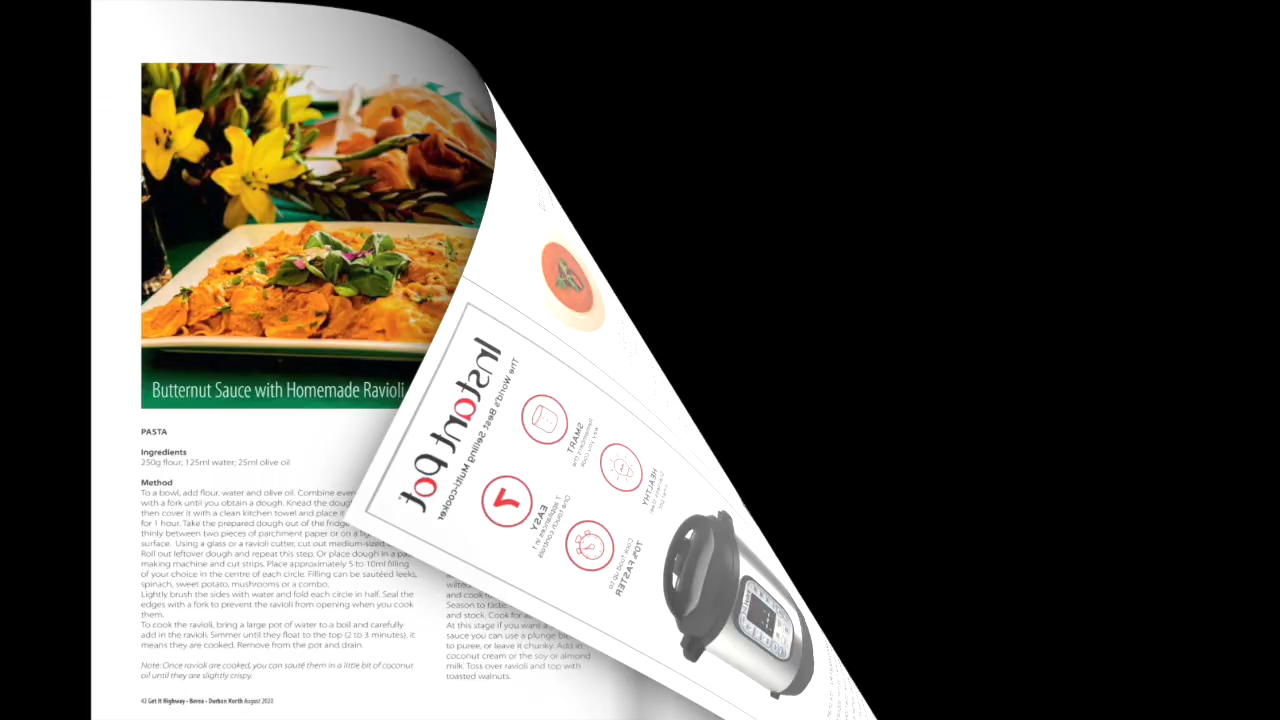 Butternut Sauce with Homemade Ravioli
PASTA
Ingredients
250g flour; 125ml water; 25ml olive oil
Method
To a bowl, add flour, water and olive oil. Combine
with a fork until you obtain a dough. Knead the
then cover it with a clean kitchen towel and place it
for 1 hour. Take the prepared dough out of the fridge
thinly between two pieces of parchment paper or on a
surface. Using a glass or a ravioli cutter, cut out medium-sized
Roll out leftover dough and repeat this step. Or place dough in a
making machine and cut strips. Place approximately 5 to 10ml filling
of your choice in the centre of each circle. Filling can be sautéed leeks,
spinach, sweet potato, mushrooms or a combo.
Lightly brush the sides with water and fold each circle in half. Seal the
edges with a fork to prevent the ravioli from opening when you cook
them.
To cook the ravioli, bring a large pot of water to a boil and carefully
add in the ravioli. Simmer until they float to the top (2 to 3 minutes), it
means they are cooked. Remove from the pot and drain.
Note: Once ravioli are cooked, you can sauté them in a little bit of coconut
oil until they are slightly crispy.
42 Get It Highway - Berea - Durban North August 2020
and cook
Season to taste.
and stock. Cook for
At this stage if you want a
sauce you can use a plunge
to puree, or leave it chunky. Add in
coconut cream or the soy or almond
milk. Toss over ravioli and top with
toasted walnuts.
Instant Pot
The World's Best Selling Multi-cooker
SMART
HEALTHY
7
EASY
7 appliances in 1
One touch controls
70% FASTER
Cook food up to